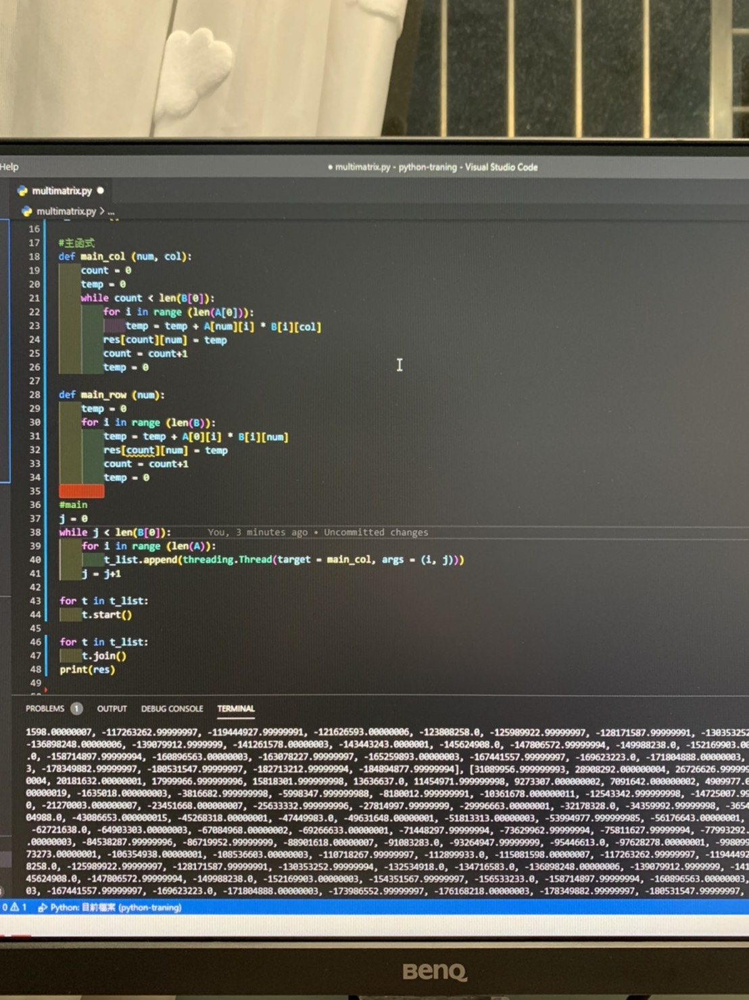 Help
● multimatrix.py - python-traning - Visual Studio Code
multimatrix.py ●
multimatrix.py > ...
16
17 #主函式
18 def main_col (num, col):
19 count = 0
20 temp = 0
21 while count < len(B[0]):
22 for i in range (len(A[0])):
23 temp = temp + A[num][i] * B[i][col]
24 res[count][num] = temp
25 count = count+1
26 temp = 0
27
28 def main_row (num):
29 temp = 0
30 for i in range (len(B)):
31 temp = temp + A[0][i] * B[i][num]
32 res[count][num] = temp
33 count = count+1
34 temp = 0
35
36 #main
37 j = 0
38 while j < len(B[0]): You, 3 minutes ago • Uncommitted changes
39 for i in range (len(A)):
40 t_list.append(threading.Thread(target = main_col, args = (i, j)))
41 j = j+1
42
43 for t in t_list:
44 t.start()
45
46 for t in t_list:
47 t.join()
48 print(res)
49
PROBLEMS 1 OUTPUT DEBUG CONSOLE TERMINAL
1598.00000007, -117263262.99999997, -119444927.99999991, -121626593.00000006, -123808258.0, -125989922.99999997, -128171587.99999991, -130353252
-136898248.00000006, -139079912.9999999, -141261578.00000003, -143443243.0000001, -145624908.0, -147806572.99999994, -149988238.0, -152169903.00
.0, -158714897.99999994, -160896563.00000003, -163078227.99999997, -165259893.00000003, -167441557.99999997, -169623223.0, -171804888.000000
3, -178349882.99999997, -180531547.99999997, -182713212.99999994, -184894877.99999994], [31089956.999999993, 28908292.000000004, 26726626.99999
0004, 20181632.00000001, 17999966.999999996, 15818301.999999998, 13636637.0, 11454971.999999998, 9273307.000000002, 7091642.000000002, 4909977.0
00000019, -1635018.000000003, -3816682.999999998, -5998347.999999988, -8180012.999999991, -10361678.000000011, -12543342.999999998, -14725007.99
0, -21270003.000000007, -23451668.000000007, -25633332.999999996, -27814997.99999999, -29996663.00000001, -32178328.0, -34359992.99999998, -3654
04988.0, -43086653.000000015, -45268318.00000001, -47449983.0, -49631648.00000001, -51813313.00000003, -53994977.999999985, -56176643.00000001,
-62721638.0, -64903303.00000003, -67084968.00000002, -69266633.00000001, -71448297.99999994, -73629962.99999994, -75811627.99999994, -77993292.
.00000003, -84538287.99999996, -86719952.99999999, -88901618.00000007, -91083283.0, -93264947.99999999, -95446613.0, -97628278.00000001, -998099
73273.00000001, -106354938.00000001, -108536603.00000003, -110718267.99999997, -112899933.0, -115081598.00000007, -117263262.99999997, -1194449
8258.0, -125989922.99999997, -128171587.99999991, -130353252.99999994, -132534918.0, -134716583.0, -136898248.00000006, -139079912.9999999, -141
45624908.0, -147806572.99999994, -149988238.0, -152169903.00000003, -154351567.99999997, -156533233.0, -158714897.99999994, -160896563.00000003,
03, -167441557.99999997, -169623223.0, -171804888.00000003, -173986552.99999997, -176168218.00000003, -178349882.99999997, -180531547.99999997,
0 ⚠ 1 Python: 目前檔案 (python-traning)
BenQ